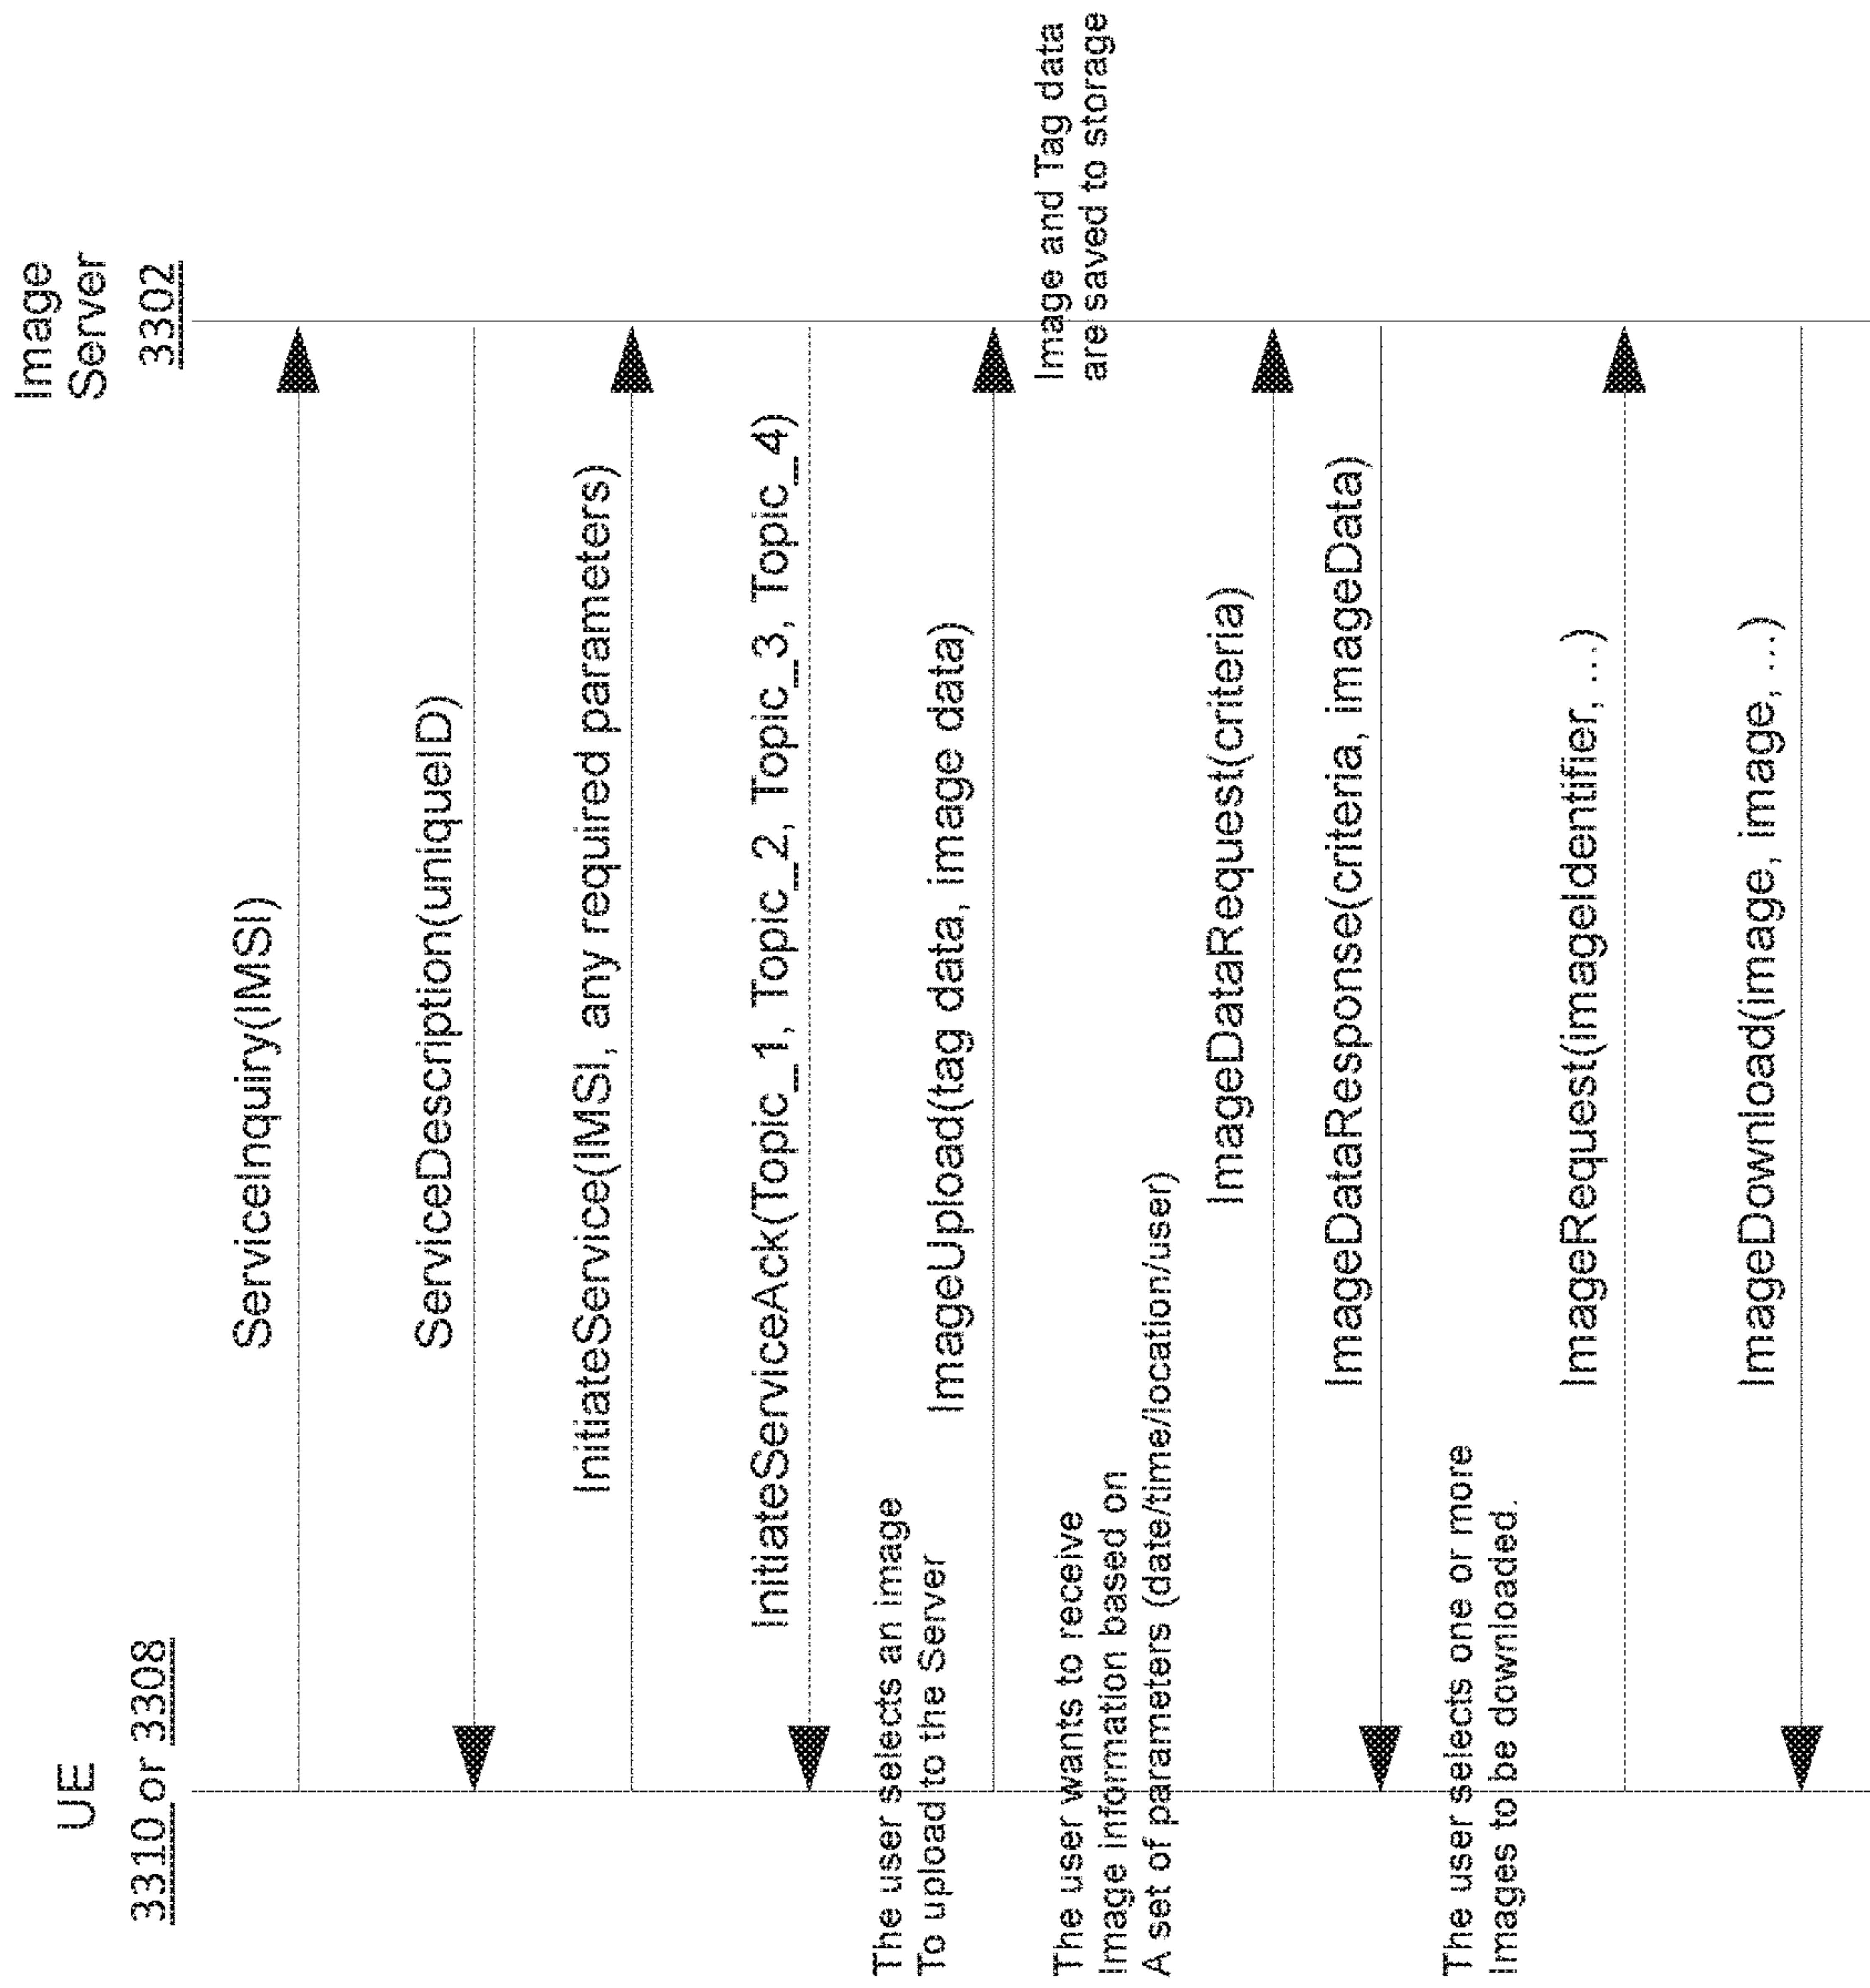 UE
3310 or 3308
Image
Server
3302
ServiceInquiry(IMSI)
ServiceDescription(uniqueID)
InitiateService(IMSI, any required parameters)
InitiateServiceAck(Topic_1, Topic_2, Topic_3, Topic_4)
The user selects an image
To upload to the Server
ImageUpload(tag data, image data)
Image and Tag data
are saved to storage
The user wants to receive
Image information based on
A set of parameters (date/time/location/user)
ImageDataRequest(criteria)
ImageDataResponse(criteria, imageData)
The user selects one or more
Images to be downloaded.
ImageRequest(imageIdentifier, ...)
ImageDownload(image, image, ...)